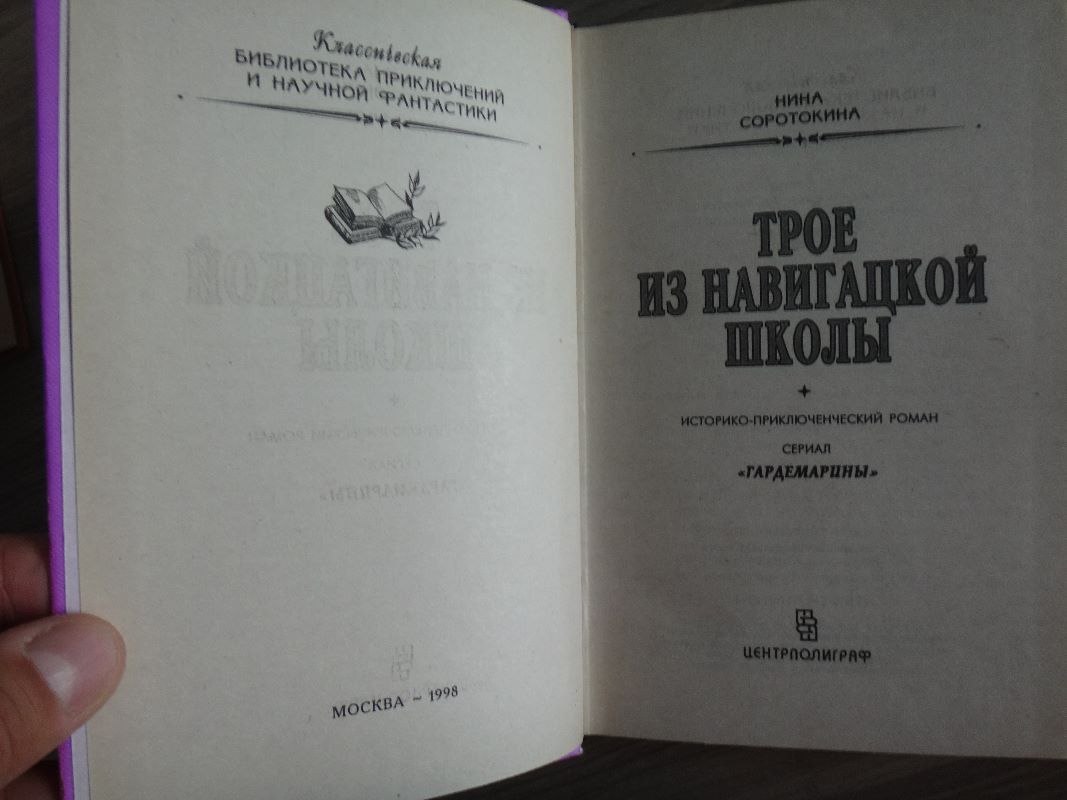 Классическая
БИБЛИОТЕКА ПРИКЛЮЧЕНИЙ
И НАУЧНОЙ ФАНТАСТИКИ
МОСКВА ~ 1998
НИНА
СОРОТОКИНА
ТРОЕ
ИЗ НАВИГАЦКОЙ
ШКОЛЫ
ИСТОРИКО-ПРИКЛЮЧЕНЧЕСКИЙ РОМАН
СЕРИАЛ
«ГАРДЕМАРИНЫ»
ЦЕНТРПОЛИГРАФ